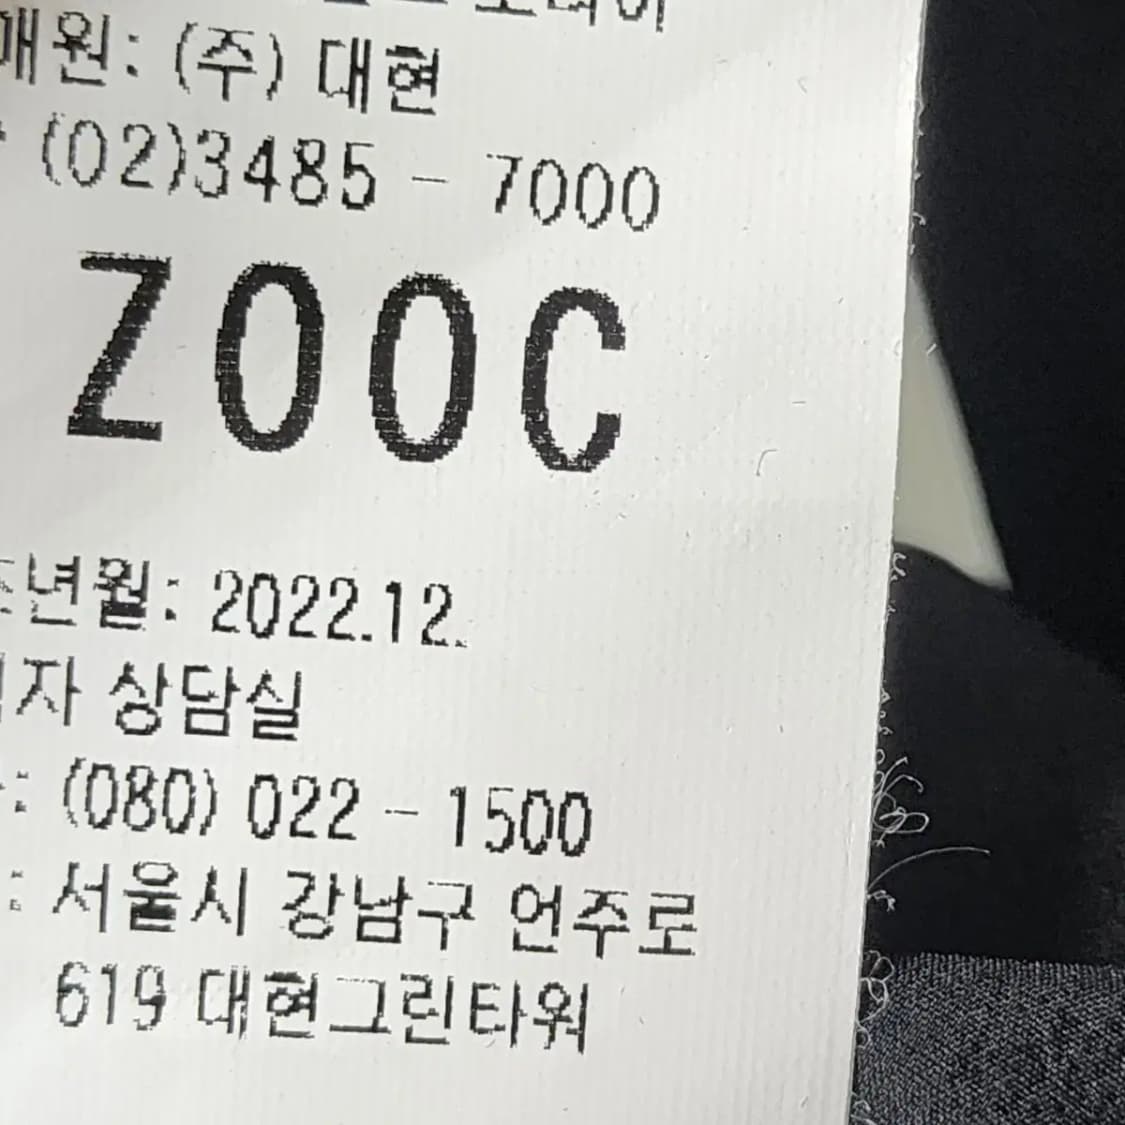 매원: (주) 대현
(02)3485 - 7000
ZOOC
년월: 2022.12.
자 상담실
: (080) 022 - 1500
: 서울시 강남구 언주로
619 대현그린타워